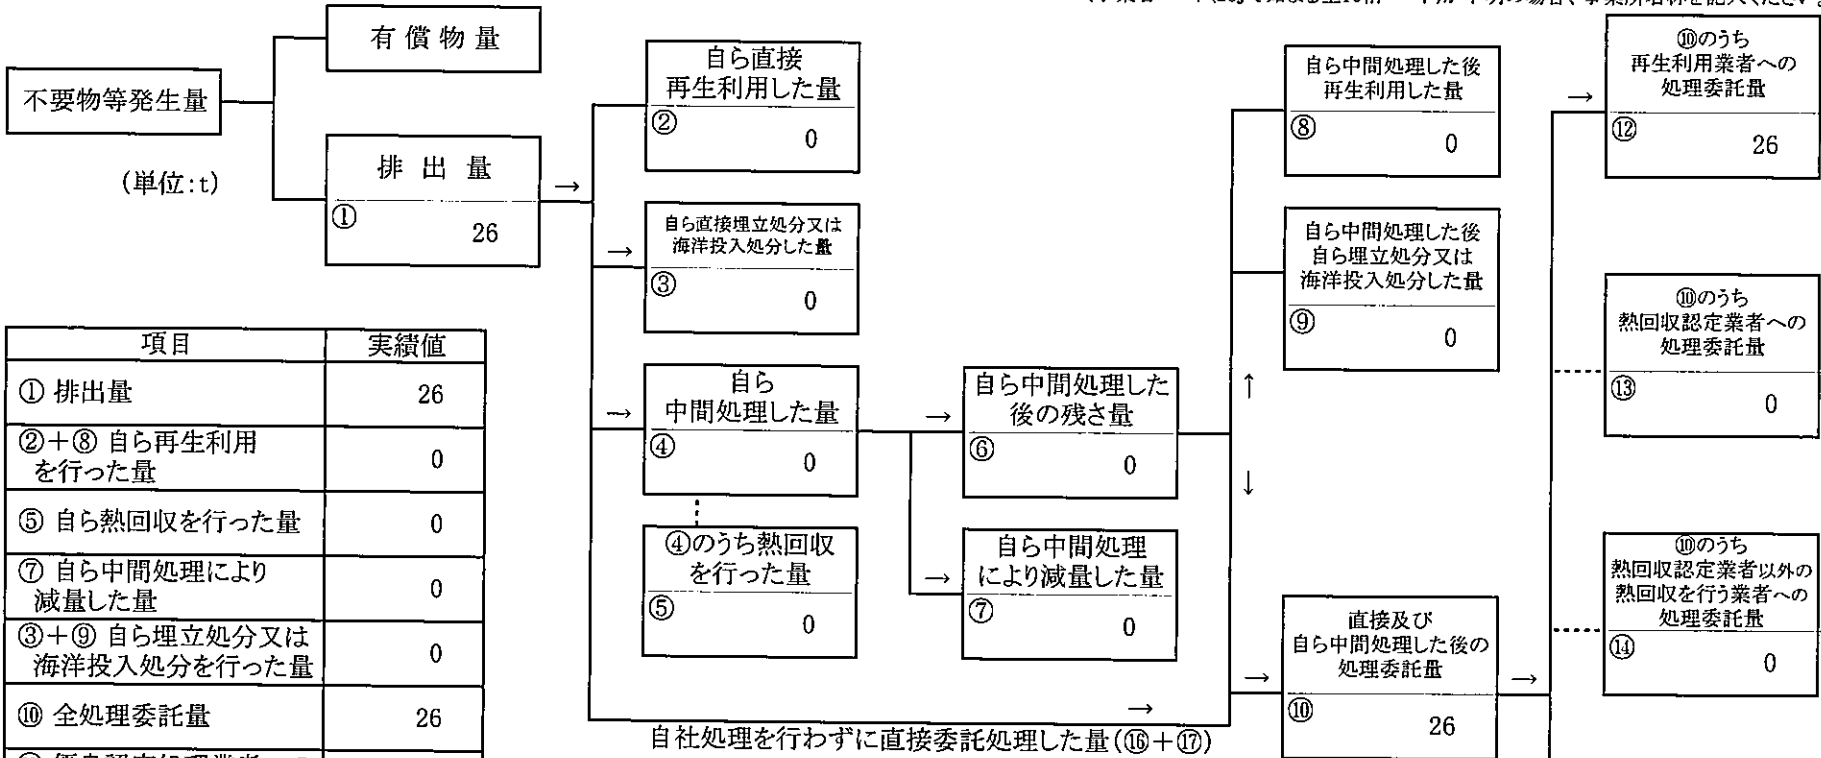 有 償 物 量
不要物等発生量
(単位:t)
排 出 量
→
①
26
自ら直接
再生利用した量
②
0
→
自ら直接埋立処分又は
海洋投入処分した量
③
0
→
自ら
中間処理した量
④
0
④のうち熱回収
を行った量
⑤
0
→
自ら中間処理した
後の残さ量
⑥
0
→
自ら中間処理
により減量した量
⑦
0
↑
↓
自ら中間処理した後
再生利用した量
⑧
0
自ら中間処理した後
自ら埋立処分又は
海洋投入処分した量
⑨
0
→
自社処理を行わずに直接委託処理した量(⑯+⑰)
→
直接及び
自ら中間処理した後の
処理委託量
⑩
26
→
→
⑩のうち
再生利用業者への
処理委託量
⑫
26
⑩のうち
熱回収認定業者への
処理委託量
⑬
0
⑩のうち
熱回収認定業者以外の
熱回収を行う業者への
処理委託量
⑭
0
項目 実績値
① 排出量 26
②+⑧ 自ら再生利用
を行った量 0
⑤ 自ら熱回収を行った量 0
⑦ 自ら中間処理により
減量した量 0
③+⑨ 自ら埋立処分又は
海洋投入処分を行った量 0
⑩ 全処理委託量 26